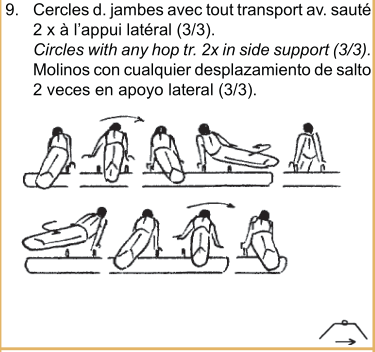 9. Cercles d. jambes avec tout transport av. sauté
2 x à l'appui latéral (3/3).
Circles with any hop tr. 2x in side support (3/3).
Molinos con cualquier desplazamiento de salto
2 veces en apoyo lateral (3/3).